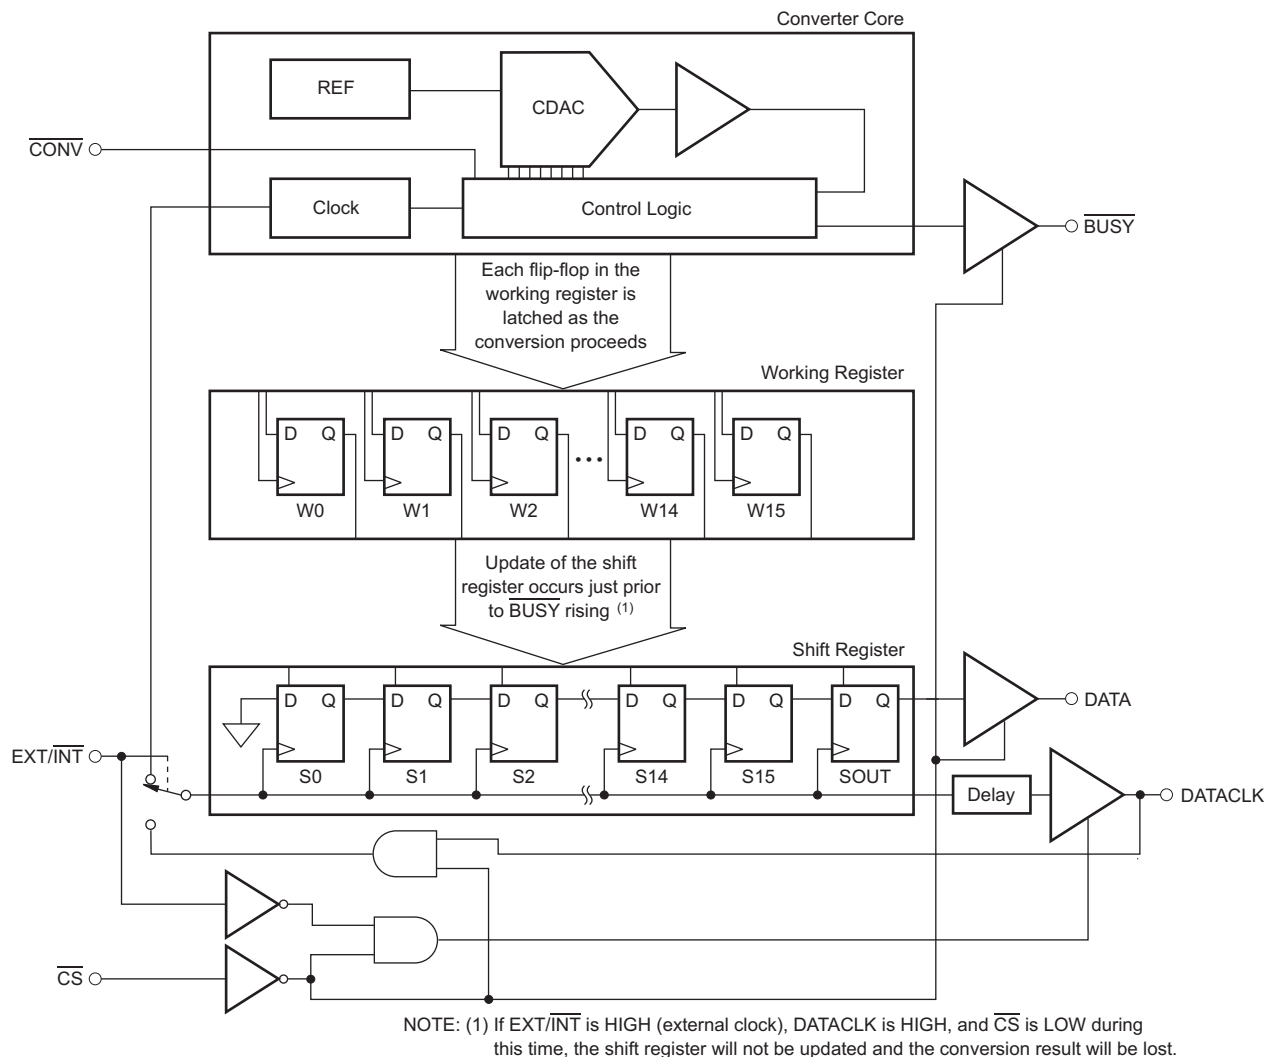 Converter Core
REF
CDAC
CONV
Clock
Control Logic
BUSY
Each flip-flop in the
working register is
latched as the
conversion proceeds
Working Register
D Q D Q D Q ••• D Q D Q
W0 W1 W2 W14 W15
Update of the shift
register occurs just prior
to BUSY rising (1)
Shift Register
D Q D Q D Q D Q D Q D Q
DATA
EXT/INT
S0 S1 S2 S14 S15 SOUT
Delay
DATACLK
CS
NOTE: (1) If EXT/INT is HIGH (external clock), DATACLK is HIGH, and CS is LOW during
this time, the shift register will not be updated and the conversion result will be lost.